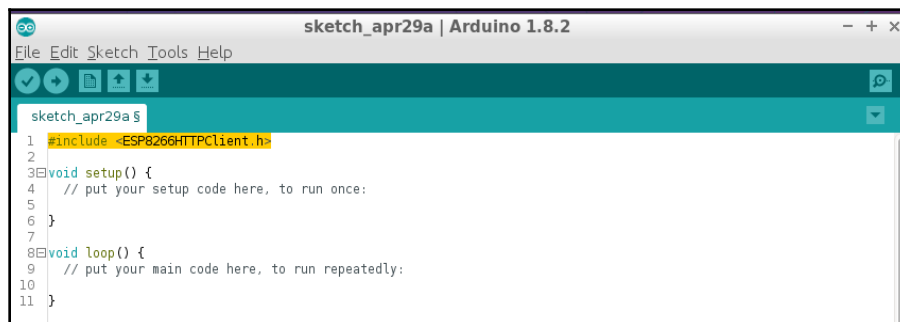 sketch_apr29a | Arduino 1.8.2
File Edit Sketch Tools Help
sketch_apr29a §
1 #include <ESP8266HTTPClient.h>
2
3 void setup() {
4   // put your setup code here, to run once:
5
6 }
7
8 void loop() {
9   // put your main code here, to run repeatedly:
10
11 }